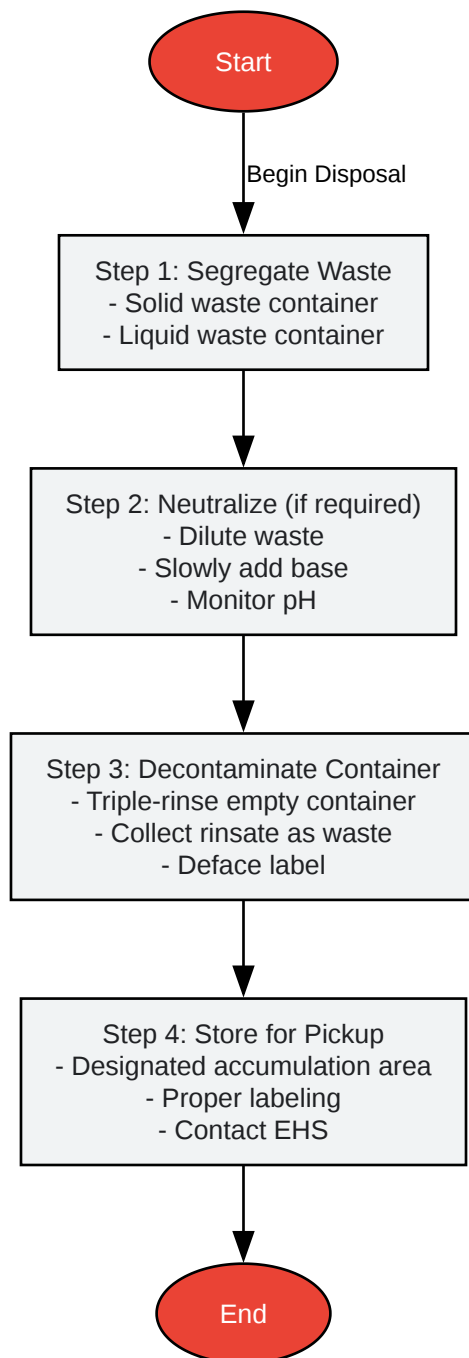 Start
Begin Disposal
Step 1: Segregate Waste
- Solid waste container
- Liquid waste container
Step 2: Neutralize (if required)
- Dilute waste
- Slowly add base
- Monitor pH
Step 3: Decontaminate Container
- Triple-rinse empty container
- Collect rinsate as waste
- Deface label
Step 4: Store for Pickup
- Designated accumulation area
- Proper labeling
- Contact EHS
End